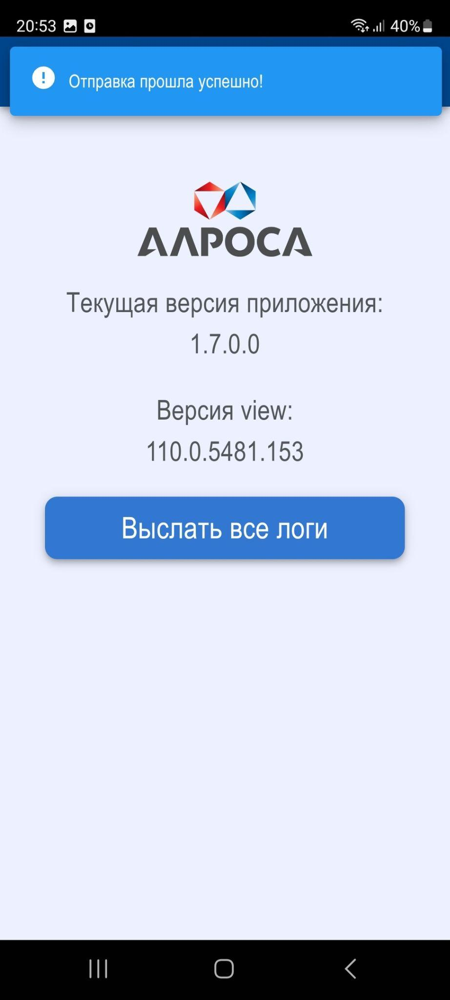 20:53
40%
Отправка прошла успешно!
АЛРОСА
Текущая версия приложения:
1.7.0.0
Версия view:
110.0.5481.153
Выслать все логи